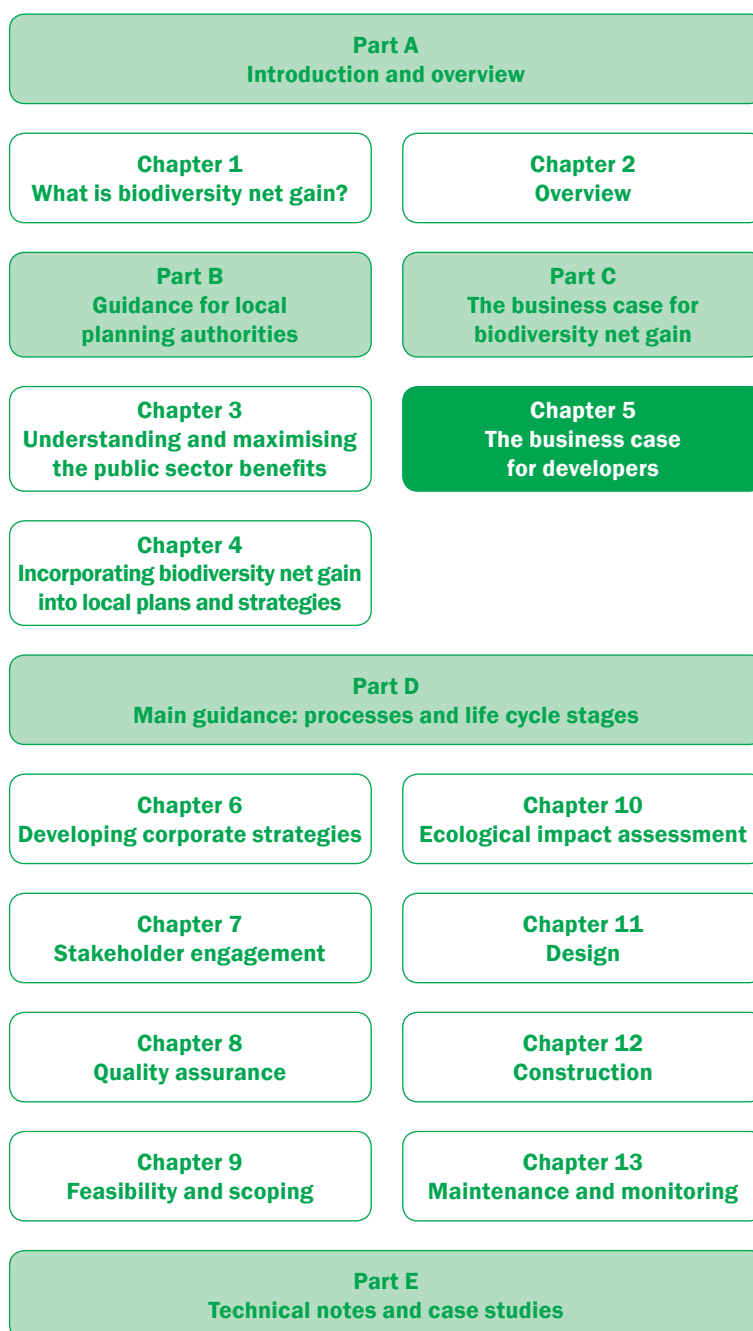 Part A
Introduction and overview
Chapter 1
What is biodiversity net gain?
Chapter 2
Overview
Part B
Guidance for local
planning authorities
Part C
The business case for
biodiversity net gain
Chapter 3
Understanding and maximising
the public sector benefits
Chapter 5
The business case
for developers
Chapter 4
Incorporating biodiversity net gain
into local plans and strategies
Part D
Main guidance: processes and life cycle stages
Chapter 6
Developing corporate strategies
Chapter 10
Ecological impact assessment
Chapter 7
Stakeholder engagement
Chapter 11
Design
Chapter 8
Quality assurance
Chapter 12
Construction
Chapter 9
Feasibility and scoping
Chapter 13
Maintenance and monitoring
Part E
Technical notes and case studies